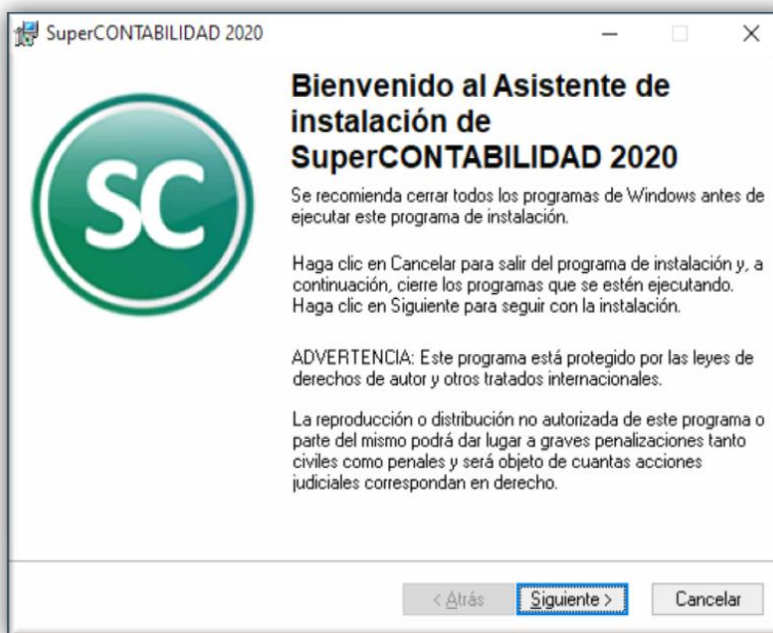 SuperCONTABILIDAD 2020
SC
Bienvenido al Asistente de
instalación de
SuperCONTABILIDAD 2020
Se recomienda cerrar todos los programas de Windows antes de
ejecutar este programa de instalación.
Haga clic en Cancelar para salir del programa de instalación y, a
continuación, cierre los programas que se estén ejecutando.
Haga clic en Siguiente para seguir con la instalación.
ADVERTENCIA: Este programa está protegido por las leyes de
derechos de autor y otros tratados internacionales.
La reproducción o distribución no autorizada de este programa o
parte del mismo podrá dar lugar a graves penalizaciones tanto
civiles como penales y será objeto de cuantas acciones
judiciales correspondan en derecho.
< Atrás Siguiente > Cancelar